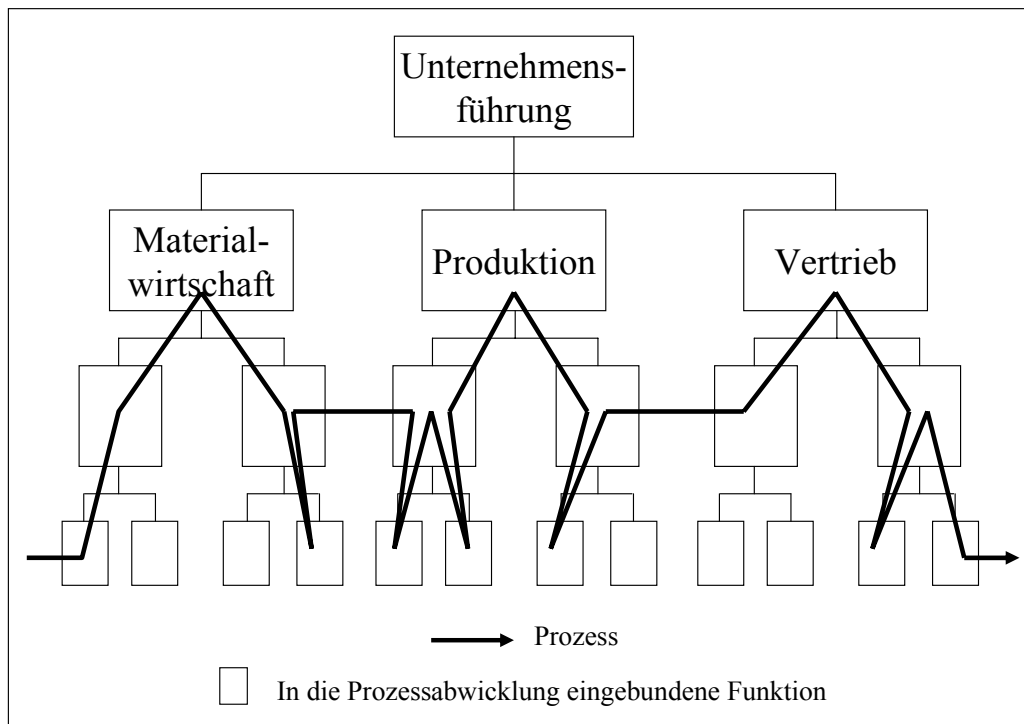 Unternehmens-
führung
Material-
wirtschaft
Produktion
Vertrieb
Prozess
In die Prozessabwicklung eingebundene Funktion